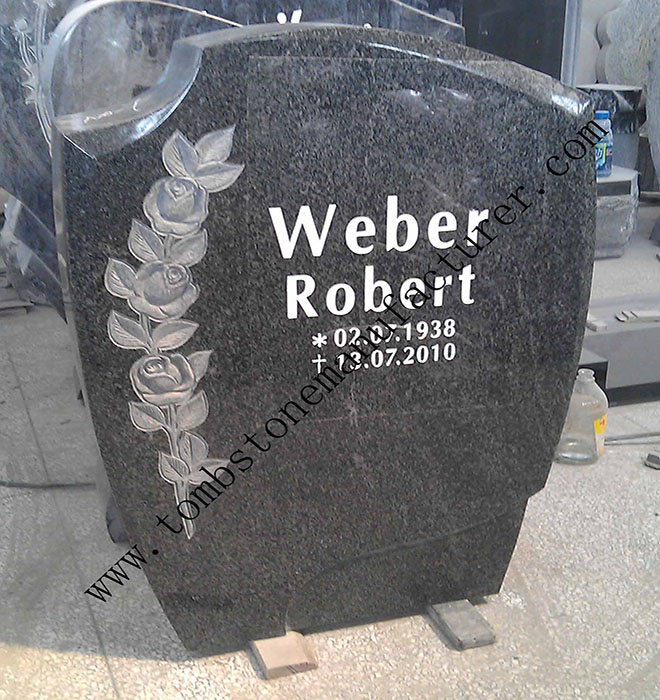 Weber
Robert
* 02.07.1938
† 13.07.2010
www.tombstonemanufacturer.com